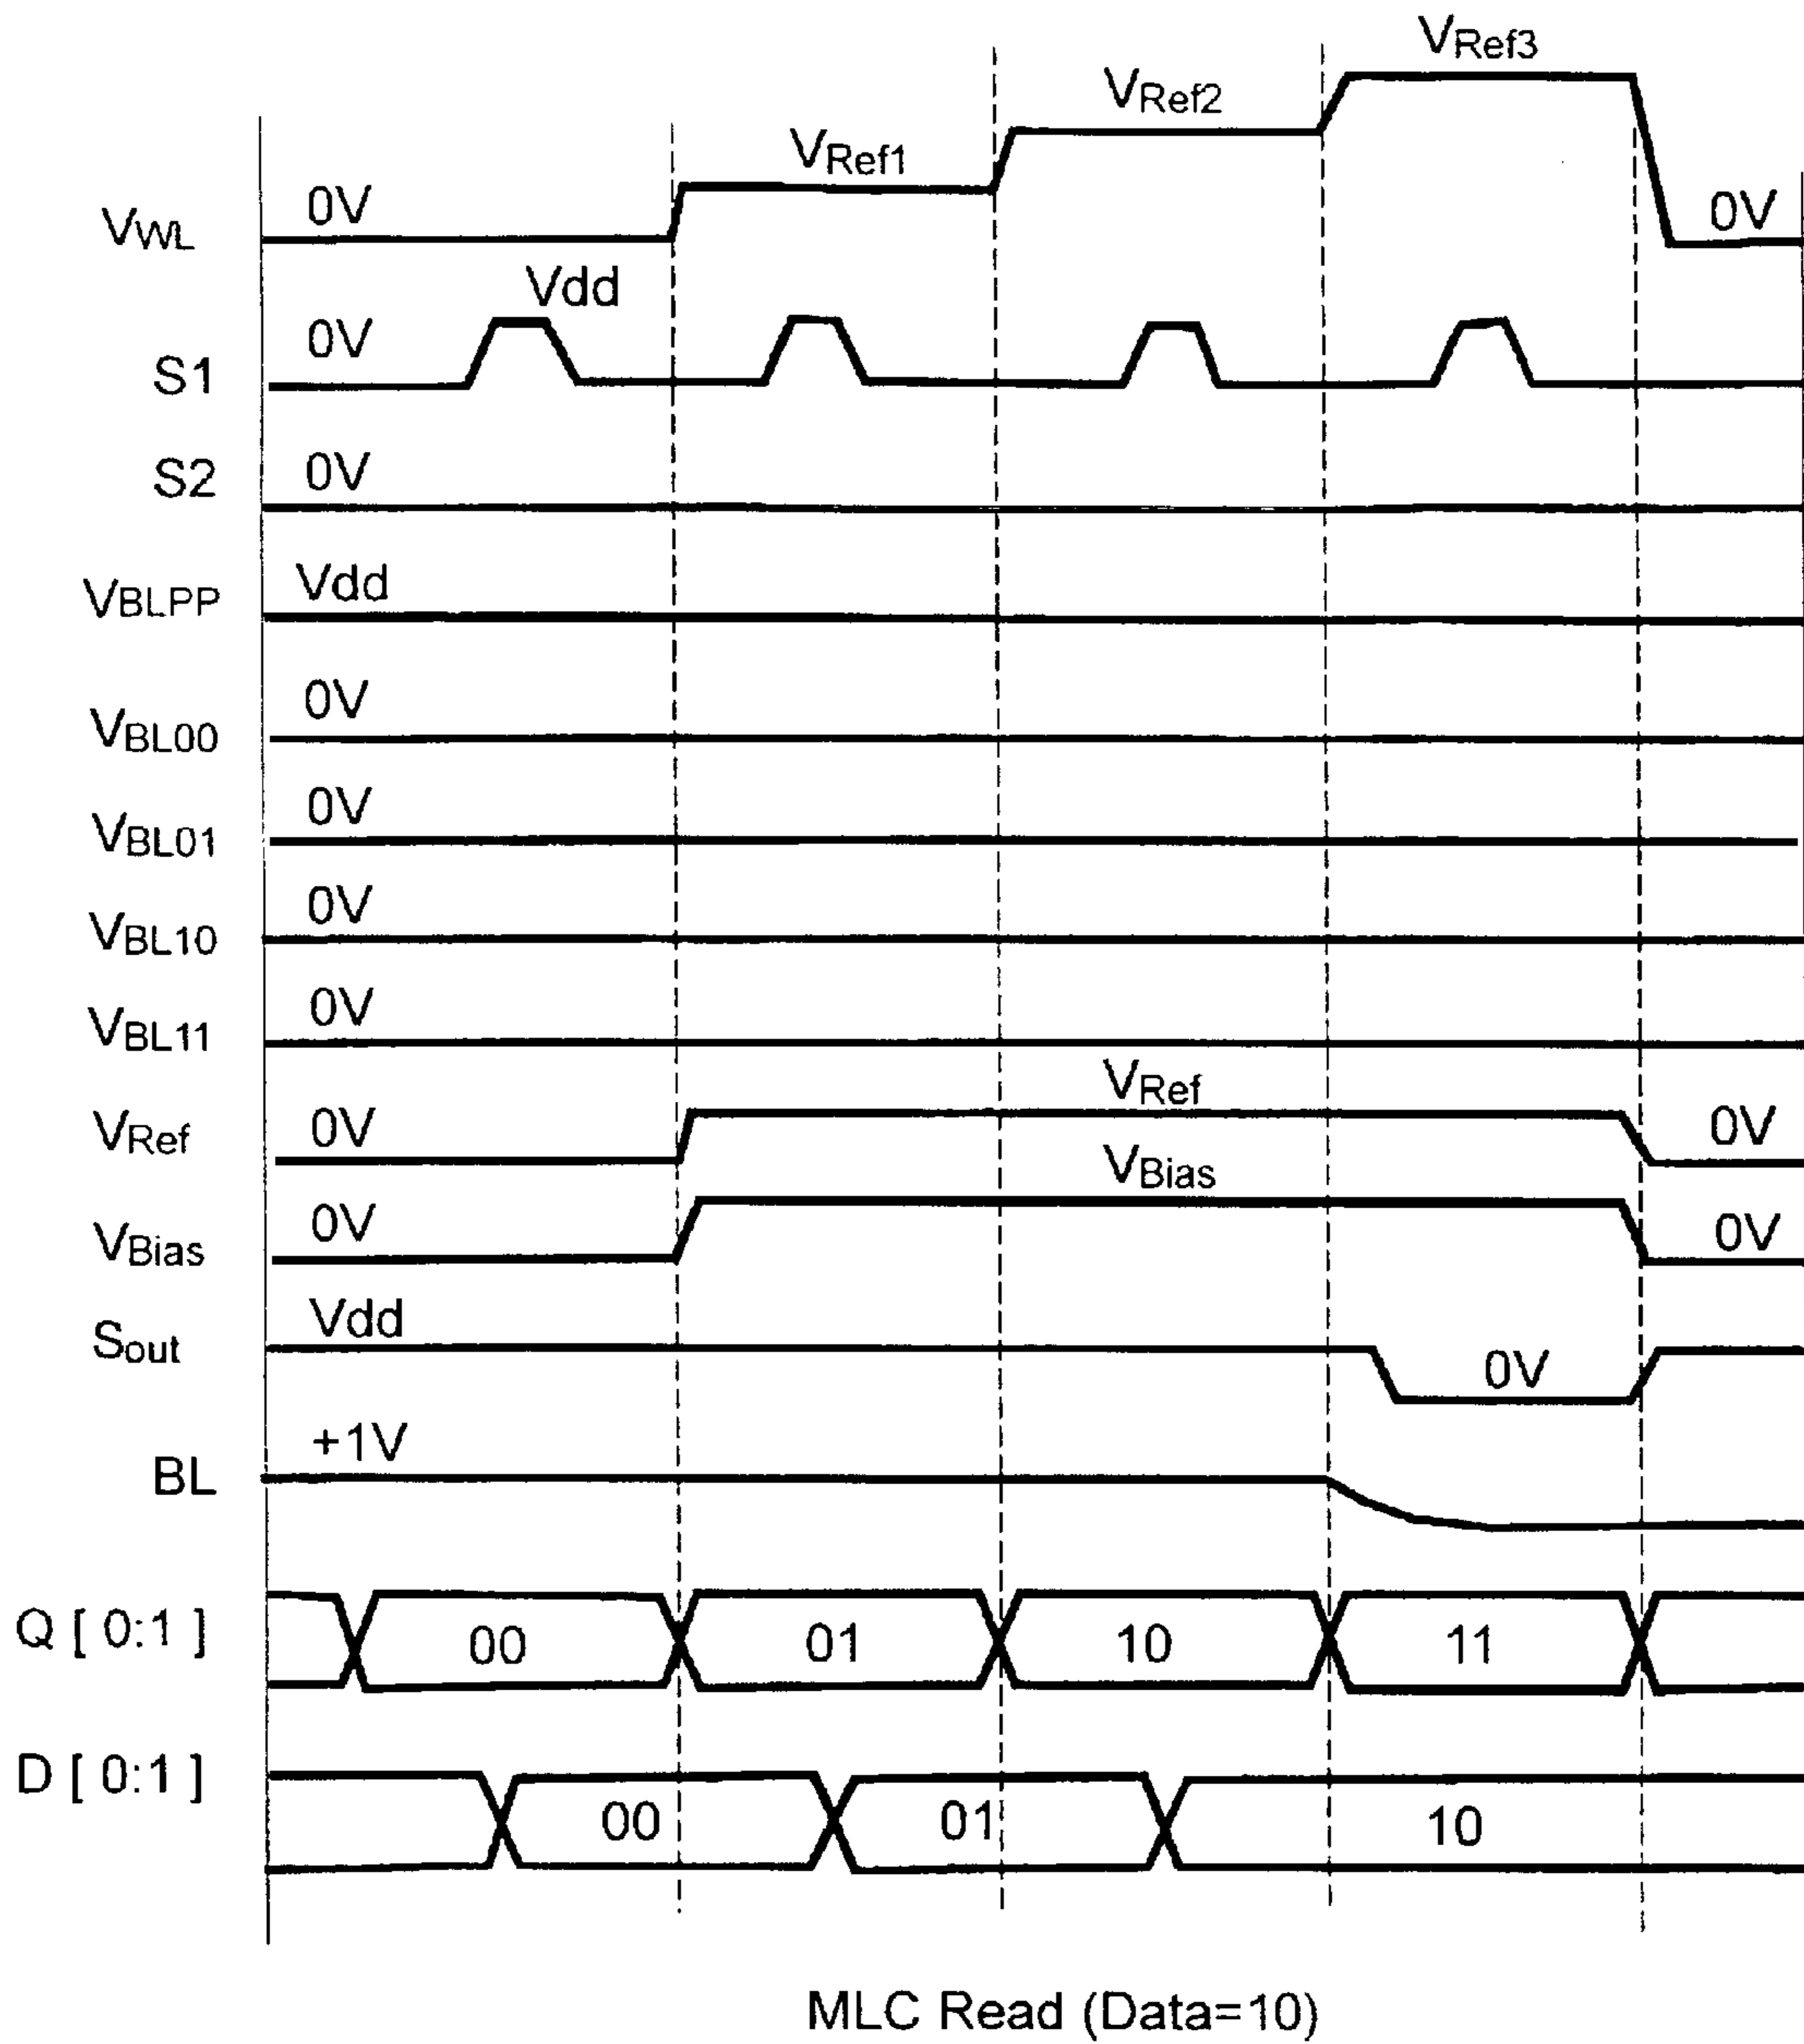 VRef3
VRef2
VRef1
VWL 0V 0V
Vdd
S1 0V
S2 0V
VBLPP Vdd
VBL00 0V
VBL01 0V
VBL10 0V
VBL11 0V
VRef 0V VRef 0V
VBias 0V VBias 0V
Sout Vdd 0V
BL +1V
Q [ 0:1 ] 00 01 10 11
D [ 0:1 ] 00 01 10
MLC Read (Data=10)